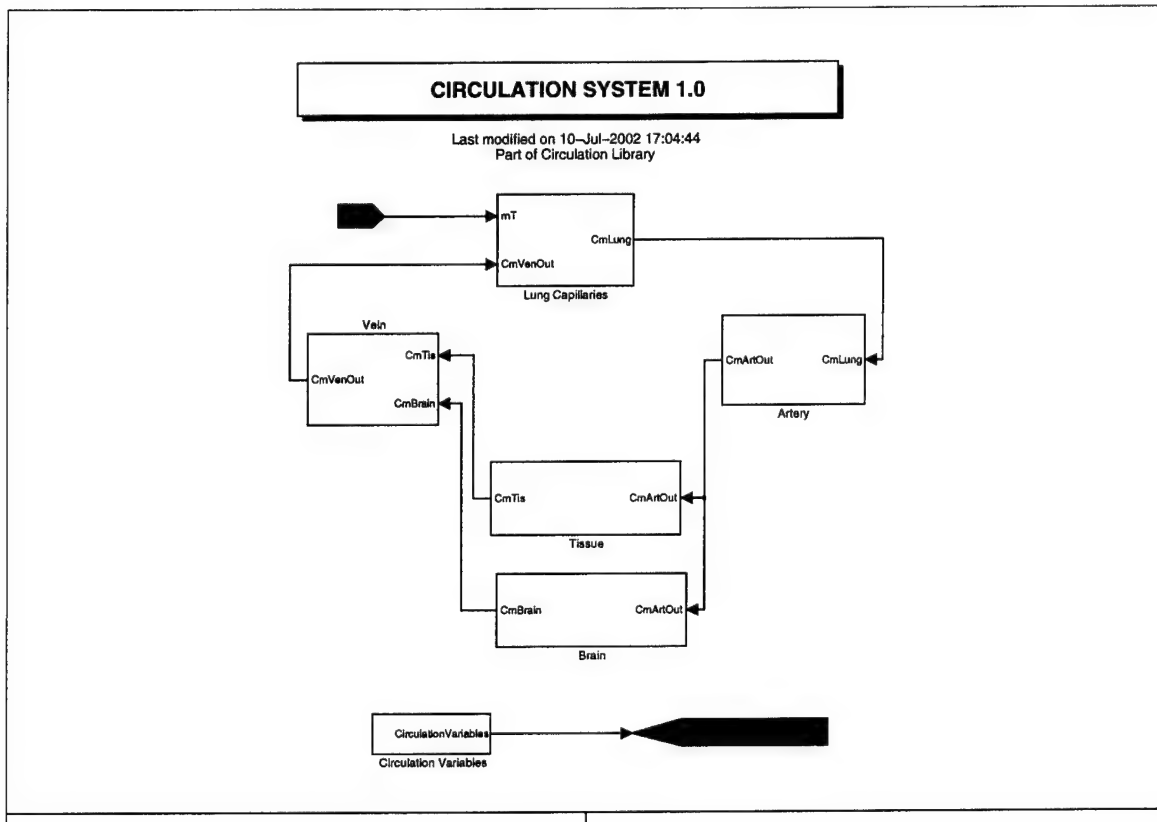 CIRCULATION SYSTEM 1.0
Last modified on 10-Jul-2002 17:04:44
Part of Circulation Library
mT
CmLung
CmVenOut
Lung Capillaries
Vein
CmTis
CmVenOut
CmBrain
CmArtOut
CmLung
Artery
CmTis
CmArtOut
Tissue
CmBrain
CmArtOut
Brain
CirculationVariables
Circulation Variables